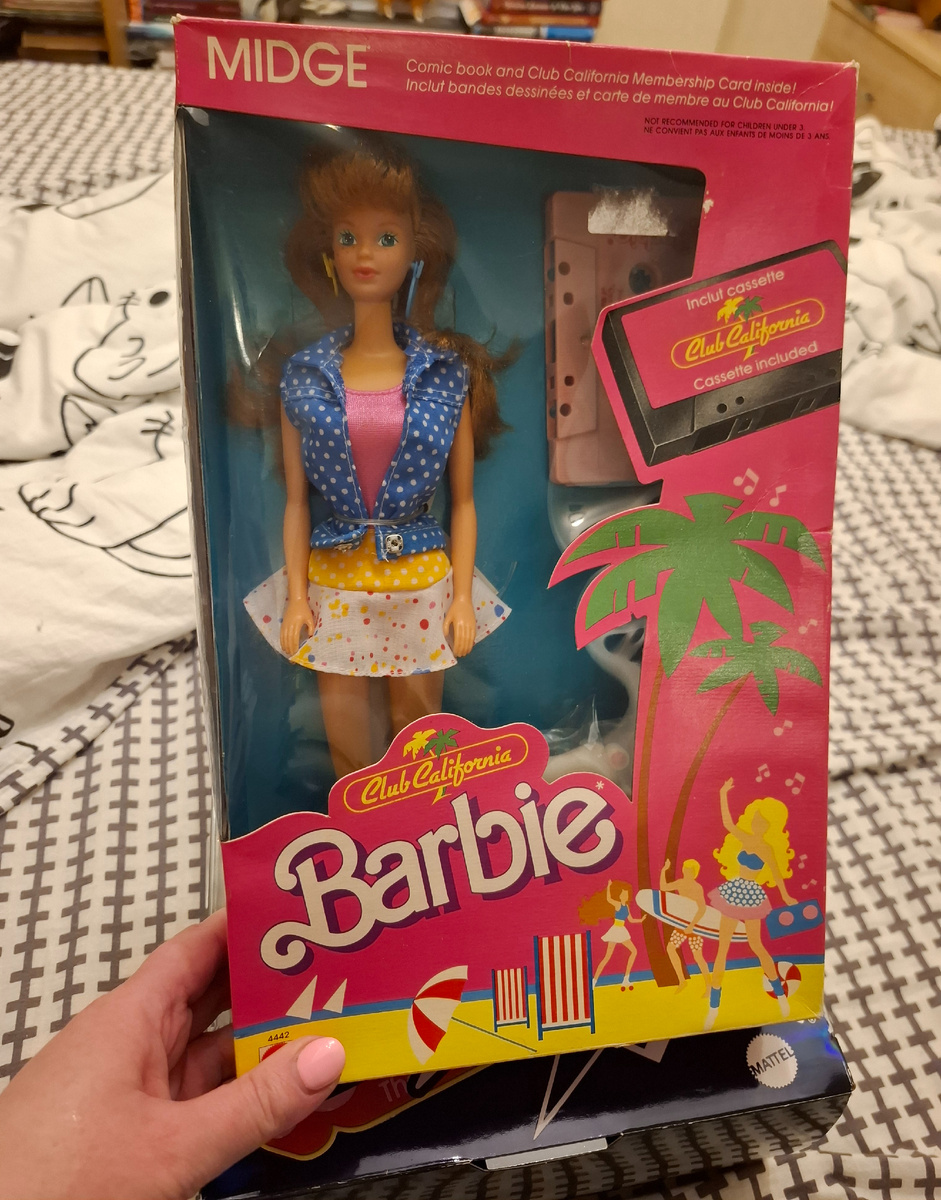 MIDGE
Comic book and Club California Membership Card inside!
Inclut bandes dessinées et carte de membre au Club California!
NOT RECOMMENDED FOR CHILDREN UNDER 3
NE CONVIENT PAS AUX ENFANTS DE MOINS DE 3 ANS.
Inclut cassette
Club California
Cassette included
Club California
Barbie*
4442
MATTEL
Th